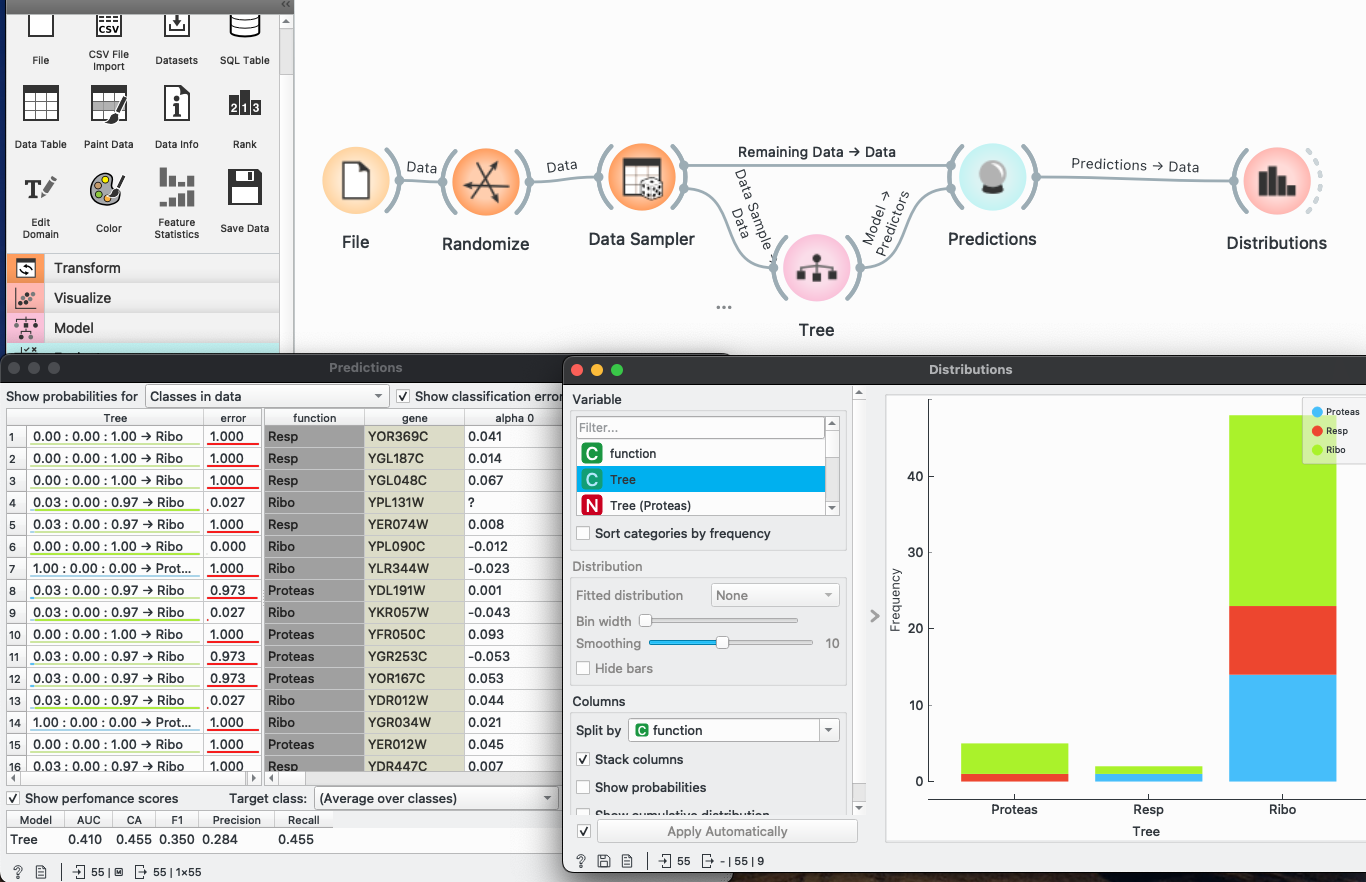 File
CSV File
Import
Datasets
SQL Table
Data Table
Paint Data
Data Info
Rank
Edit
Domain
Color
Feature
Statistics
Save Data
Transform
Visualize
Model
Data
Data
Remaining Data → Data
Data Sample →
Data
Model →
Predictors
Predictions → Data
File
Randomize
Data Sampler
Tree
Predictions
Distributions
Predictions
Show probabilities for Classes in data Show classification error
Tree error function gene alpha 0
1 0.00 : 0.00 : 1.00 → Ribo 1.000 Resp YOR369C 0.041
2 0.00 : 0.00 : 1.00 → Ribo 1.000 Resp YGL187C 0.014
3 0.00 : 0.00 : 1.00 → Ribo 1.000 Resp YGL048C 0.067
4 0.03 : 0.00 : 0.97 → Ribo 0.027 Ribo YPL131W ?
5 0.03 : 0.00 : 0.97 → Ribo 1.000 Resp YER074W 0.008
6 0.00 : 0.00 : 1.00 → Ribo 0.000 Ribo YPL090C -0.012
7 1.00 : 0.00 : 0.00 → Prot... 1.000 Ribo YLR344W -0.023
8 0.03 : 0.00 : 0.97 → Ribo 0.973 Proteas YDL191W 0.001
9 0.03 : 0.00 : 0.97 → Ribo 0.027 Ribo YKR057W -0.043
10 0.00 : 0.00 : 1.00 → Ribo 1.000 Proteas YFR050C 0.093
11 0.03 : 0.00 : 0.97 → Ribo 0.973 Proteas YGR253C -0.053
12 0.03 : 0.00 : 0.97 → Ribo 0.973 Proteas YOR167C 0.053
13 0.03 : 0.00 : 0.97 → Ribo 0.027 Ribo YDR012W 0.044
14 1.00 : 0.00 : 0.00 → Prot... 1.000 Ribo YGR034W 0.021
15 0.00 : 0.00 : 1.00 → Ribo 1.000 Proteas YER012W 0.045
16 0.03 : 0.00 : 0.97 → Ribo 1.000 Resp YDR447C 0.007
Show perfomance scores Target class: (Average over classes)
Model AUC CA F1 Precision Recall
Tree 0.410 0.455 0.350 0.284 0.455
? 55 | M 55 | 1×55
Distributions
Variable
Filter...
C function
C Tree
N Tree (Proteas)
Sort categories by frequency
Distribution
Fitted distribution None
Bin width
Smoothing 10
Hide bars
Columns
Split by C function
Stack columns
Show probabilities
Show cumulative distribution
Apply Automatically
? 55 - | 55 | 9
Proteas
Resp
Ribo
Frequency
40
30
20
10
0
Proteas Resp Ribo
Tree